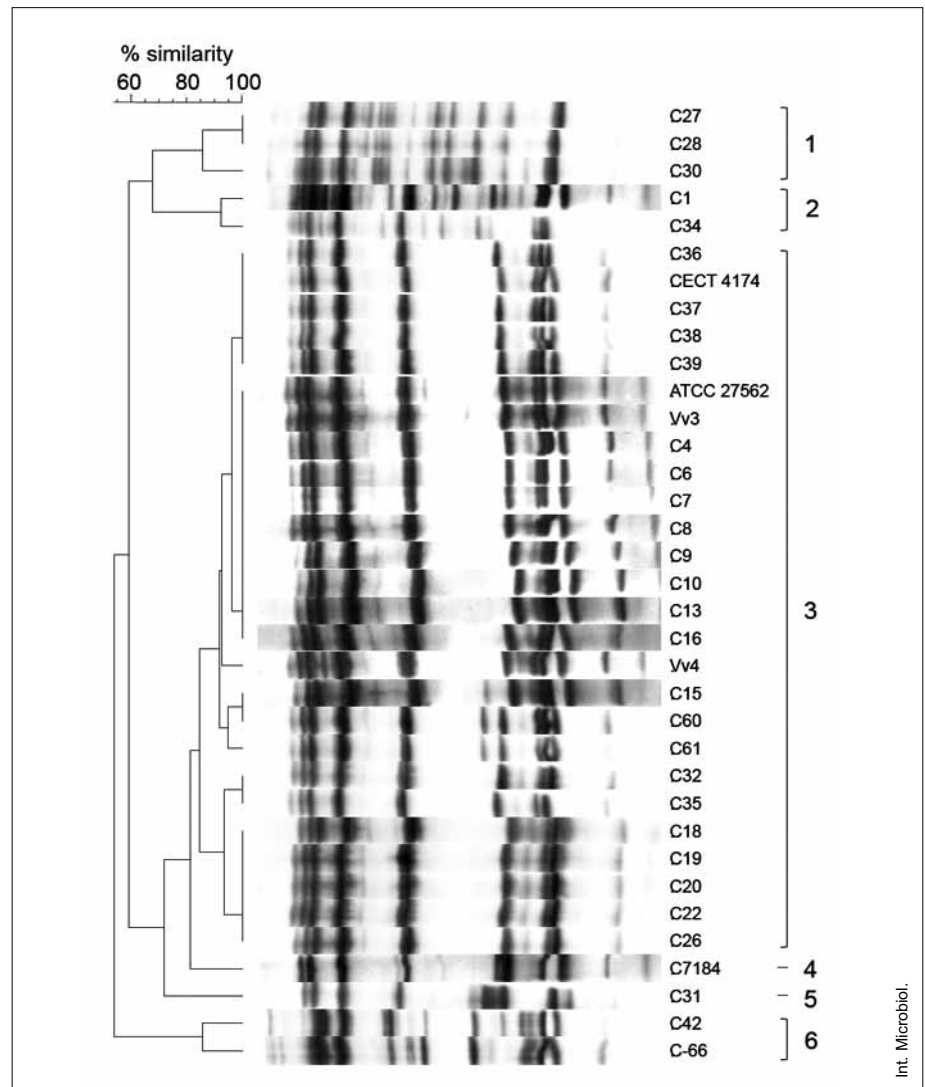 % similarity
60 80 100
C27
C28
C30
1
C1
C34
2
C36
CECT 4174
C37
C38
C39
ATCC 27562
Vv3
C4
C6
C7
C8
C9
C10
C13
C16
Vv4
C15
C60
C61
C32
C35
C18
C19
C20
C22
C26
3
C7184
4
C31
5
C42
C-66
6
Int. Microbiol.